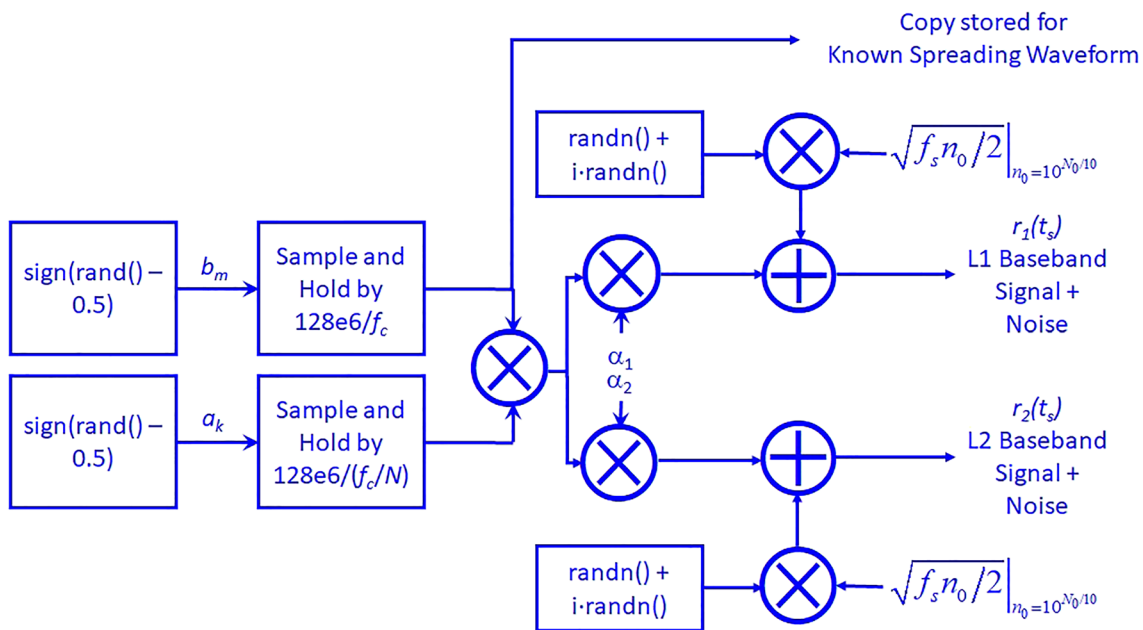 Copy stored for
Known Spreading Waveform
randn() +
i·randn()
√(f_s n_0/2)|_{n_0=10^{N_0/10}}
sign(rand() –
0.5)
b_m
Sample and
Hold by
128e6/f_c
r_1(t_s)
L1 Baseband
Signal +
Noise
α_1
α_2
sign(rand() –
0.5)
a_k
Sample and
Hold by
128e6/(f_c/N)
r_2(t_s)
L2 Baseband
Signal +
Noise
randn() +
i·randn()
√(f_s n_0/2)|_{n_0=10^{N_0/10}}